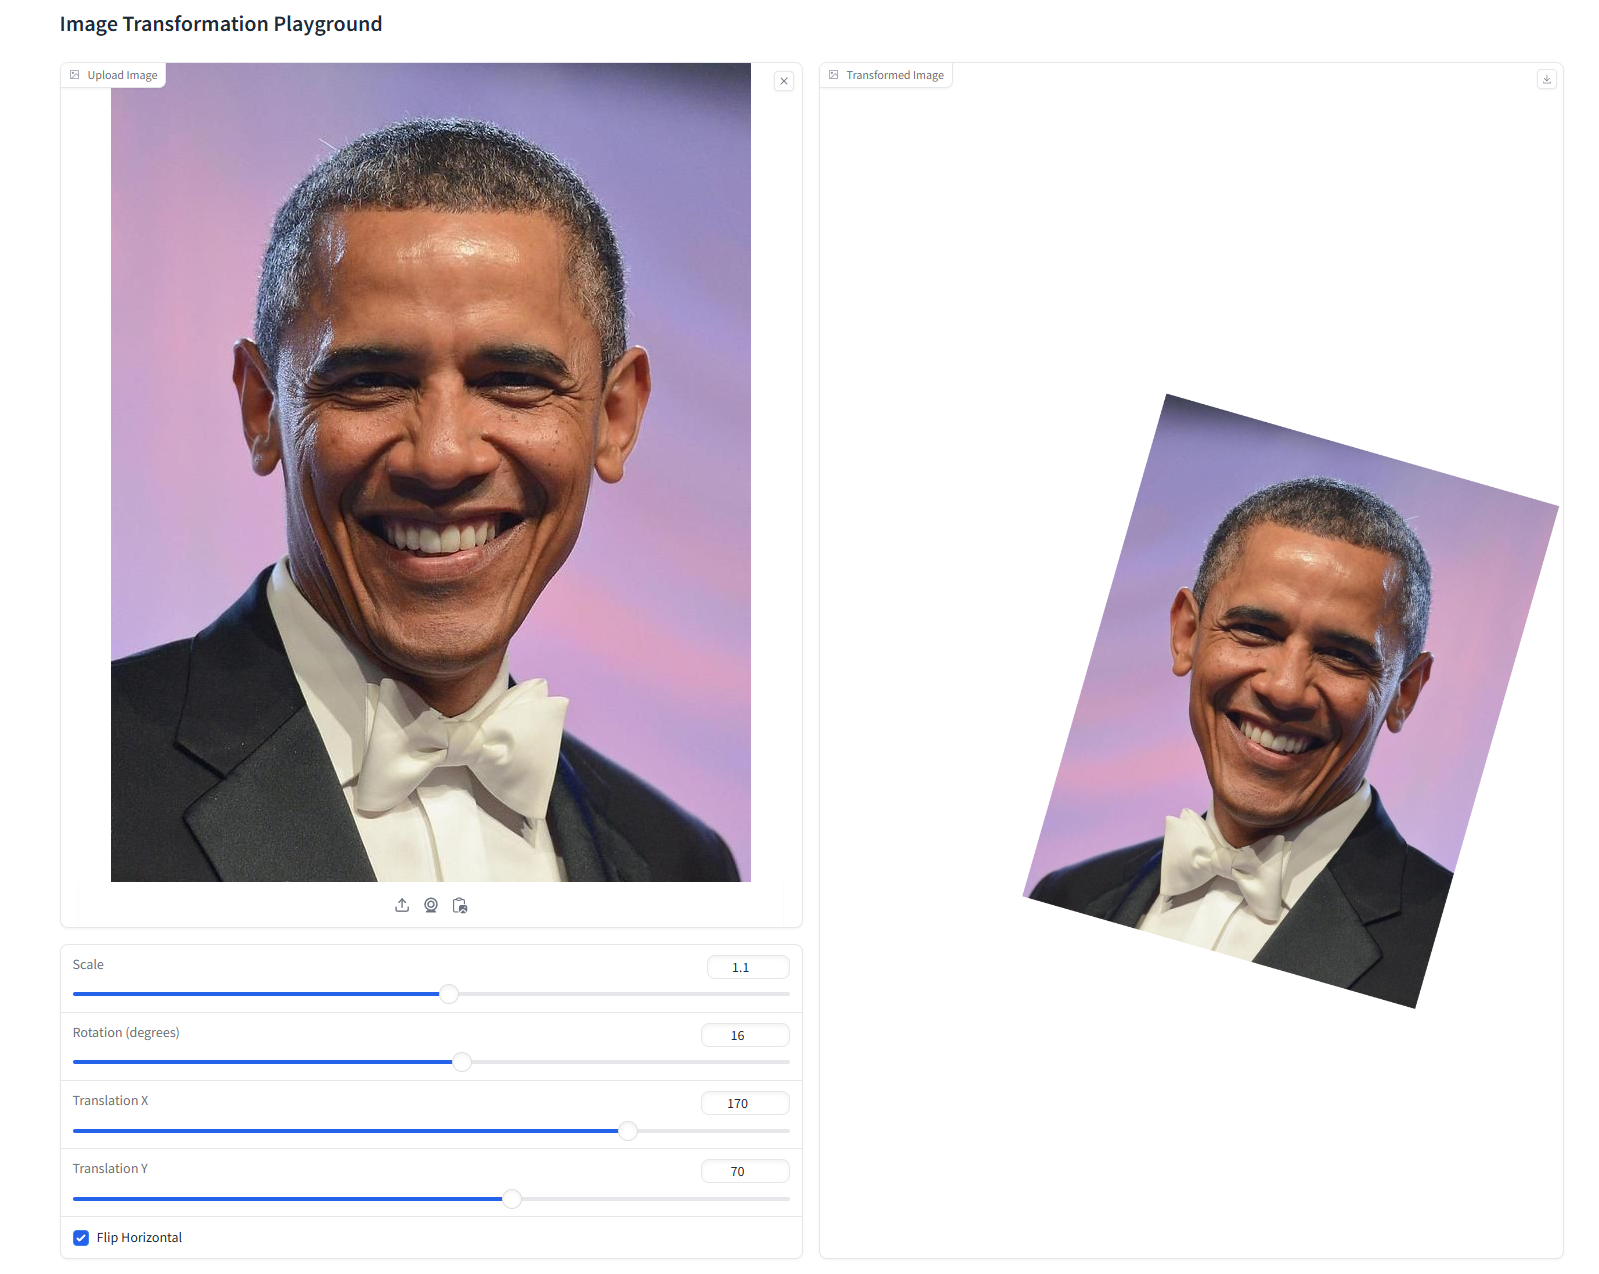 Image Transformation Playground
Upload Image
Transformed Image
Scale
1.1
Rotation (degrees)
16
Translation X
170
Translation Y
70
Flip Horizontal